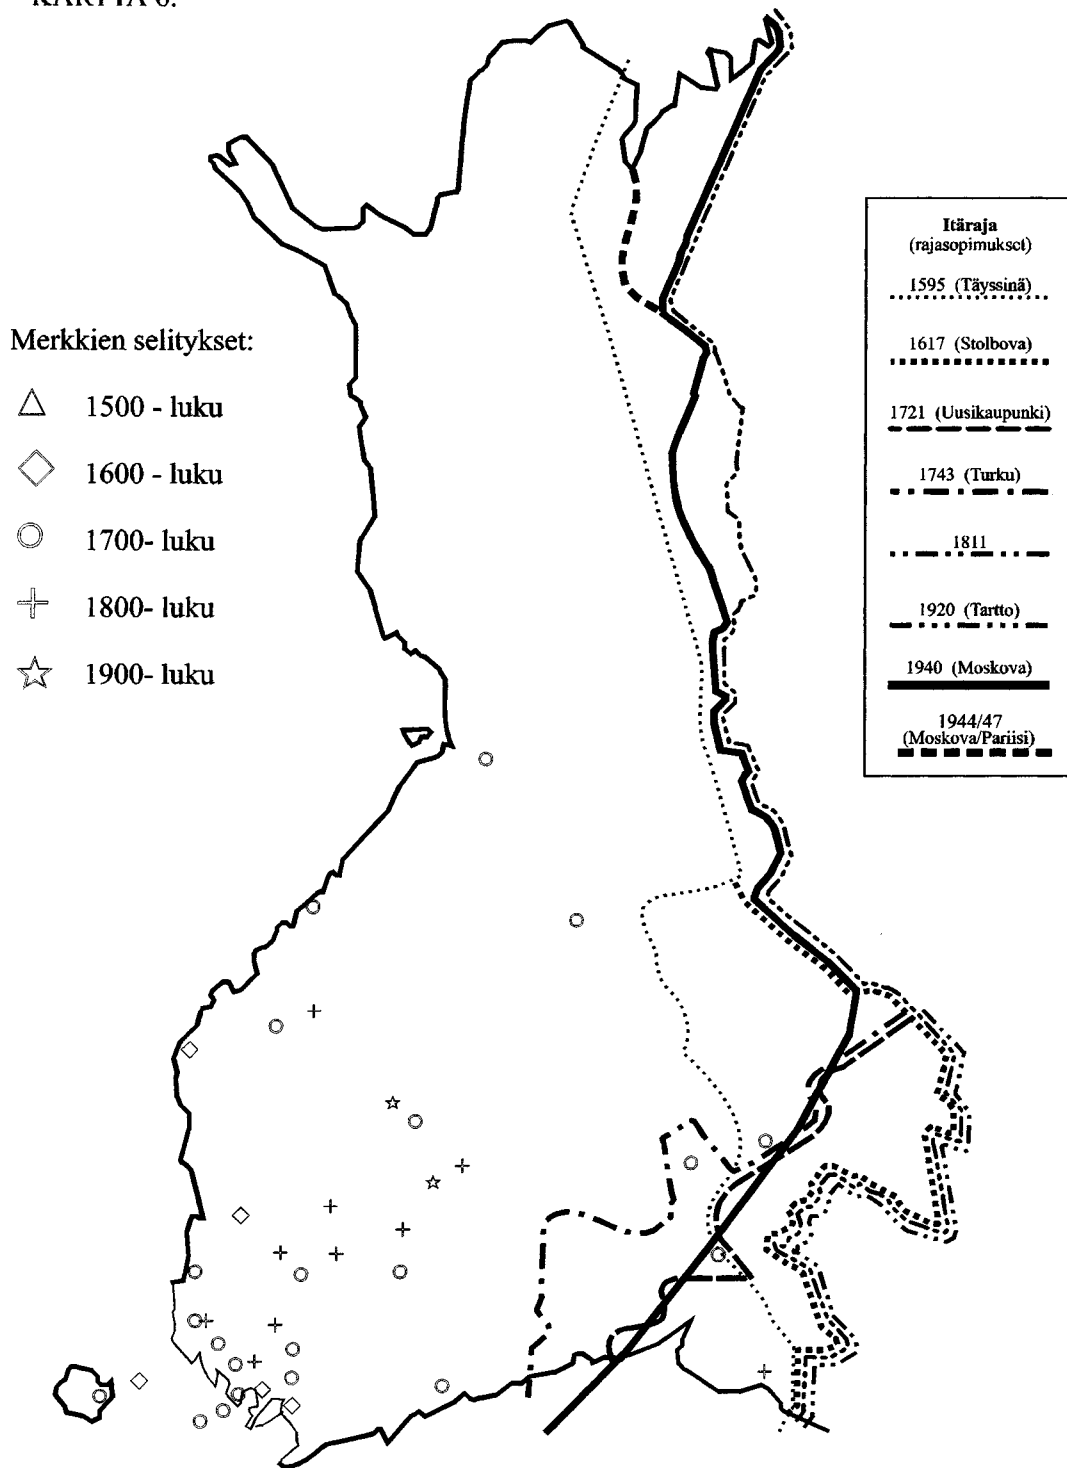 KARTTA 6.
Merkkien selitykset:
1500 - luku
1600 - luku
1700- luku
1800- luku
1900- luku
Itäraja
(rajasopimukset)
1595 (Täyssinä)
1617 (Stolbova)
1721 (Uusikaupunki)
1743 (Turku)
1811
1920 (Tartto)
1940 (Moskova)
1944/47
(Moskova/Pariisi)